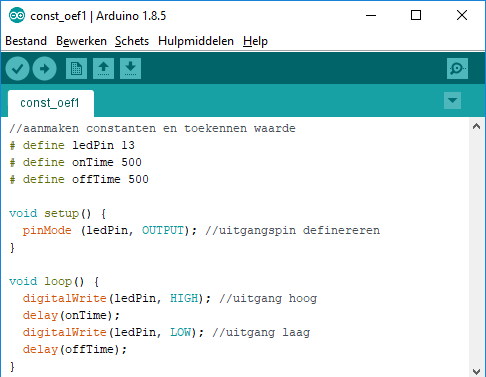 const_oef1 | Arduino 1.8.5
Bestand Bewerken Schets Hulpmiddelen Help
const_oef1
//aanmaken constanten en toekennen waarde
# define ledPin 13
# define onTime 500
# define offTime 500
void setup() {
pinMode (ledPin, OUTPUT); //uitgangspin definereren
}
void loop() {
digitalWrite(ledPin, HIGH); //uitgang hoog
delay(onTime);
digitalWrite(ledPin, LOW); //uitgang laag
delay(offTime);
}